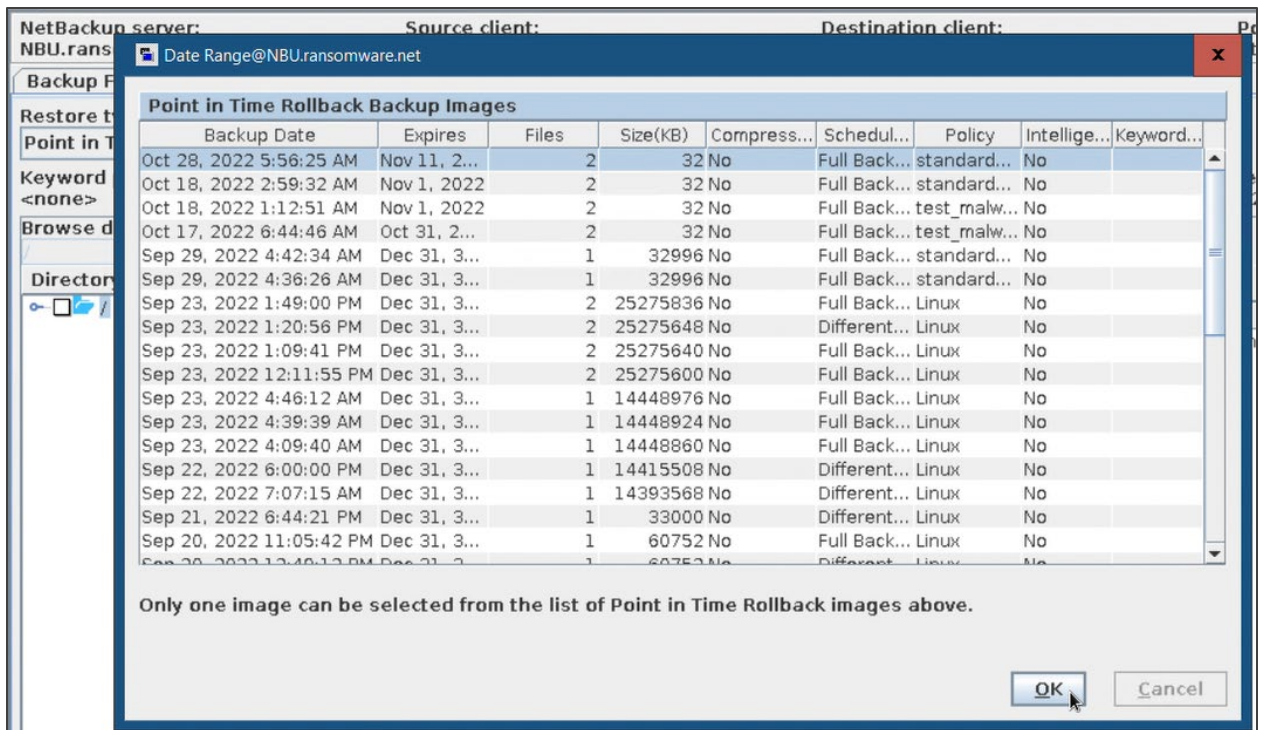 NetBackup server: Source client: Destination client:
NBU.rans
Date Range@NBU.ransomware.net x
Backup F
Point in Time Rollback Backup Images
Restore t
Backup Date Expires Files Size(KB) Compress... Schedul... Policy Intellige... Keyword...
Point in T
Oct 28, 2022 5:56:25 AM Nov 11, 2... 2 32 No Full Back... standard... No
Keyword
Oct 18, 2022 2:59:32 AM Nov 1, 2022 2 32 No Full Back... standard... No
<none>
Oct 18, 2022 1:12:51 AM Nov 1, 2022 2 32 No Full Back... test_malw... No
Browse d
Oct 17, 2022 6:44:46 AM Oct 31, 2... 2 32 No Full Back... test_malw... No
/
Sep 29, 2022 4:42:34 AM Dec 31, 3... 1 32996 No Full Back... standard... No
Director
Sep 29, 2022 4:36:26 AM Dec 31, 3... 1 32996 No Full Back... standard... No
/
Sep 23, 2022 1:49:00 PM Dec 31, 3... 2 25275836 No Full Back... Linux No
Sep 23, 2022 1:20:56 PM Dec 31, 3... 2 25275648 No Different... Linux No
Sep 23, 2022 1:09:41 PM Dec 31, 3... 2 25275640 No Full Back... Linux No
Sep 23, 2022 12:11:55 PM Dec 31, 3... 2 25275600 No Full Back... Linux No
Sep 23, 2022 4:46:12 AM Dec 31, 3... 1 14448976 No Full Back... Linux No
Sep 23, 2022 4:39:39 AM Dec 31, 3... 1 14448924 No Full Back... Linux No
Sep 23, 2022 4:09:40 AM Dec 31, 3... 1 14448860 No Full Back... Linux No
Sep 22, 2022 6:00:00 PM Dec 31, 3... 1 14415508 No Different... Linux No
Sep 22, 2022 7:07:15 AM Dec 31, 3... 1 14393568 No Different... Linux No
Sep 21, 2022 6:44:21 PM Dec 31, 3... 1 33000 No Different... Linux No
Sep 20, 2022 11:05:42 PM Dec 31, 3... 1 60752 No Full Back... Linux No
Only one image can be selected from the list of Point in Time Rollback images above.
OK Cancel